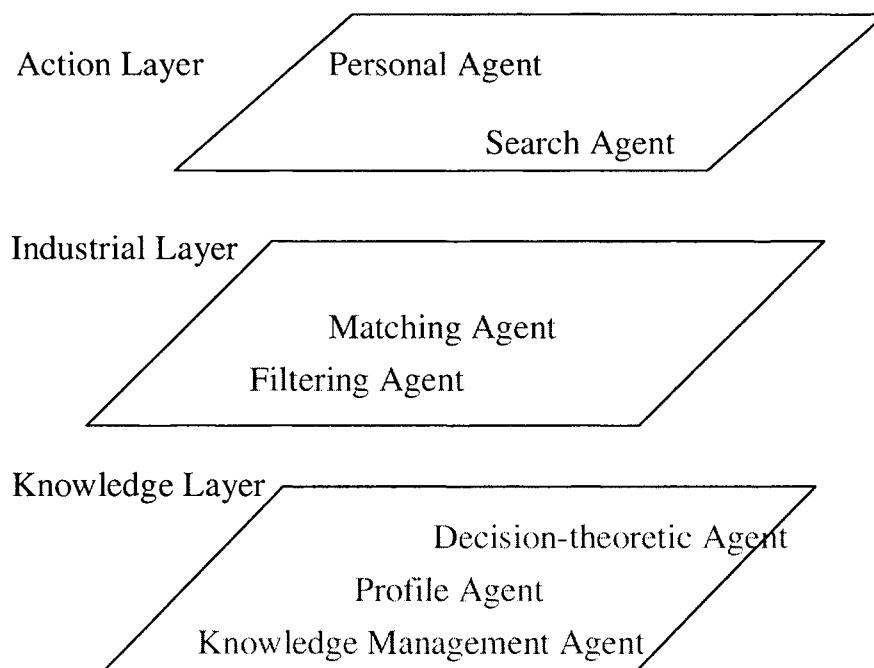 Action Layer
Personal Agent
Search Agent
Industrial Layer
Matching Agent
Filtering Agent
Knowledge Layer
Decision-theoretic Agent
Profile Agent
Knowledge Management Agent